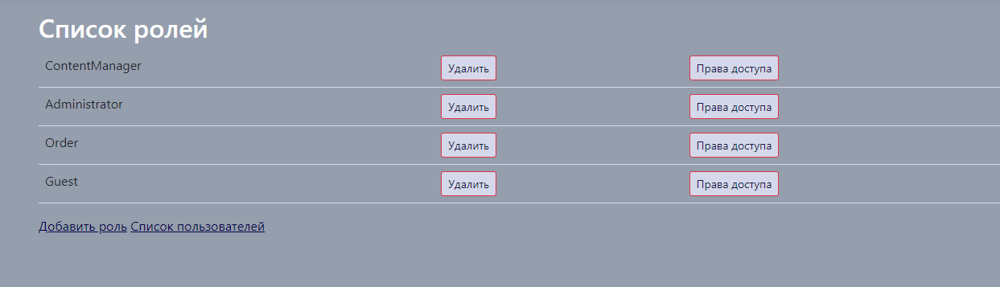 Список ролей
ContentManager Удалить Права доступа
Administrator Удалить Права доступа
Order Удалить Права доступа
Guest Удалить Права доступа
Добавить роль Список пользователей